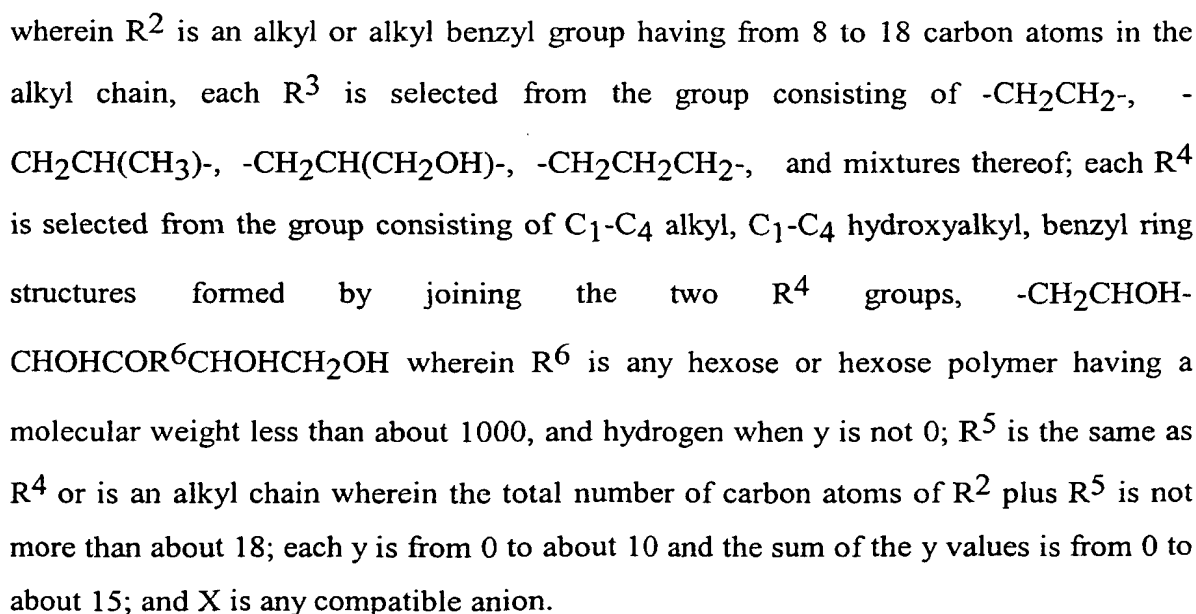 wherein R² is an alkyl or alkyl benzyl group having from 8 to 18 carbon atoms in the
alkyl chain, each R³ is selected from the group consisting of -CH₂CH₂-, -
CH₂CH(CH₃)-, -CH₂CH(CH₂OH)-, -CH₂CH₂CH₂-, and mixtures thereof; each R⁴
is selected from the group consisting of C₁-C₄ alkyl, C₁-C₄ hydroxyalkyl, benzyl ring
structures formed by joining the two R⁴ groups, -CH₂CHOH-
CHOHCOR⁶CHOHCH₂OH wherein R⁶ is any hexose or hexose polymer having a
molecular weight less than about 1000, and hydrogen when y is not 0; R⁵ is the same as
R⁴ or is an alkyl chain wherein the total number of carbon atoms of R² plus R⁵ is not
more than about 18; each y is from 0 to about 10 and the sum of the y values is from 0 to
about 15; and X is any compatible anion.